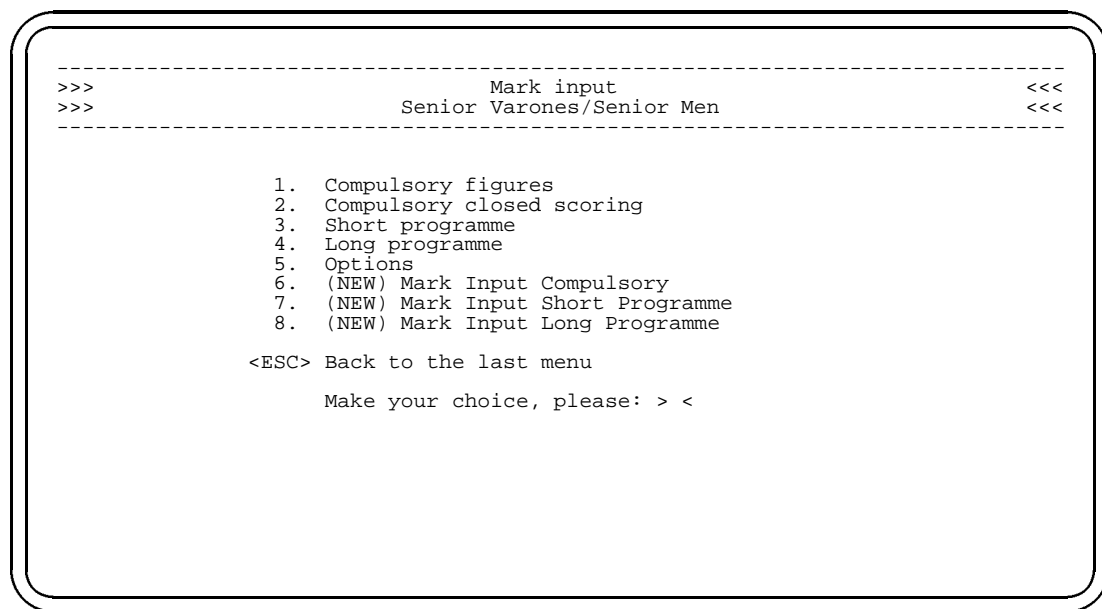 --------------------------------------------------------------------------------
>>> Mark input <<<
>>> Senior Varones/Senior Men <<<
--------------------------------------------------------------------------------
1. Compulsory figures
2. Compulsory closed scoring
3. Short programme
4. Long programme
5. Options
6. (NEW) Mark Input Compulsory
7. (NEW) Mark Input Short Programme
8. (NEW) Mark Input Long Programme
<ESC> Back to the last menu
Make your choice, please: > <